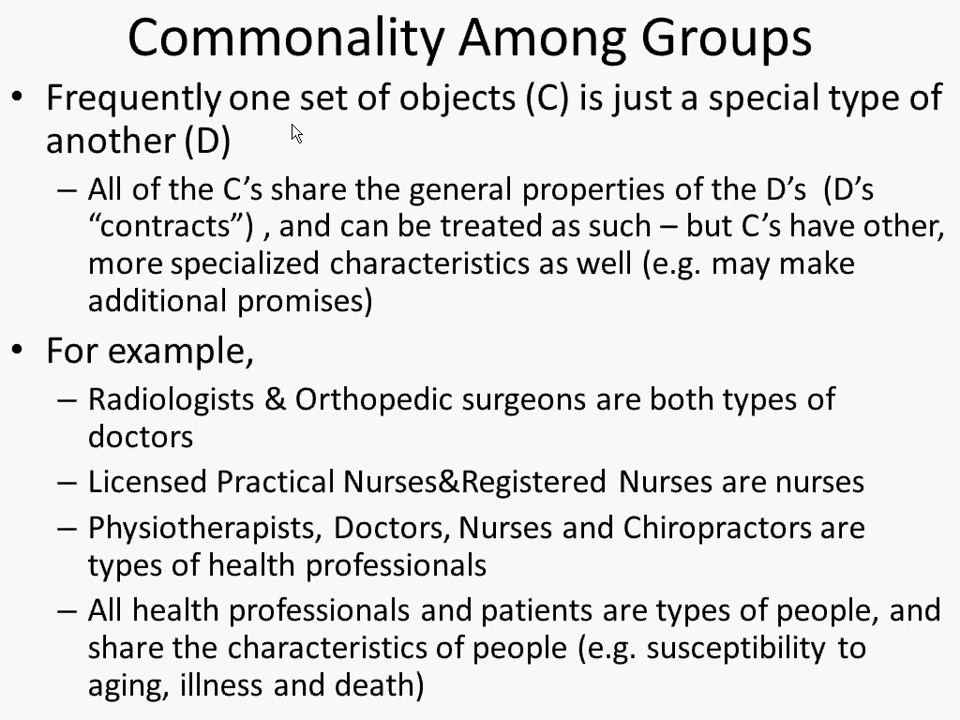 Commonality Among Groups
• Frequently one set of objects (C) is just a special type of
another (D)
– All of the C’s share the general properties of the D’s (D’s
“contracts”) , and can be treated as such – but C’s have other,
more specialized characteristics as well (e.g. may make
additional promises)
• For example,
– Radiologists & Orthopedic surgeons are both types of
doctors
– Licensed Practical Nurses&Registered Nurses are nurses
– Physiotherapists, Doctors, Nurses and Chiropractors are
types of health professionals
– All health professionals and patients are types of people, and
share the characteristics of people (e.g. susceptibility to
aging, illness and death)